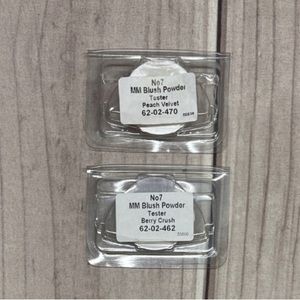 No7
MM Blush Powder
Tester
Peach Velvet
62-02-470
No7
MM Blush Powder
Tester
Berry Crush
62-02-462